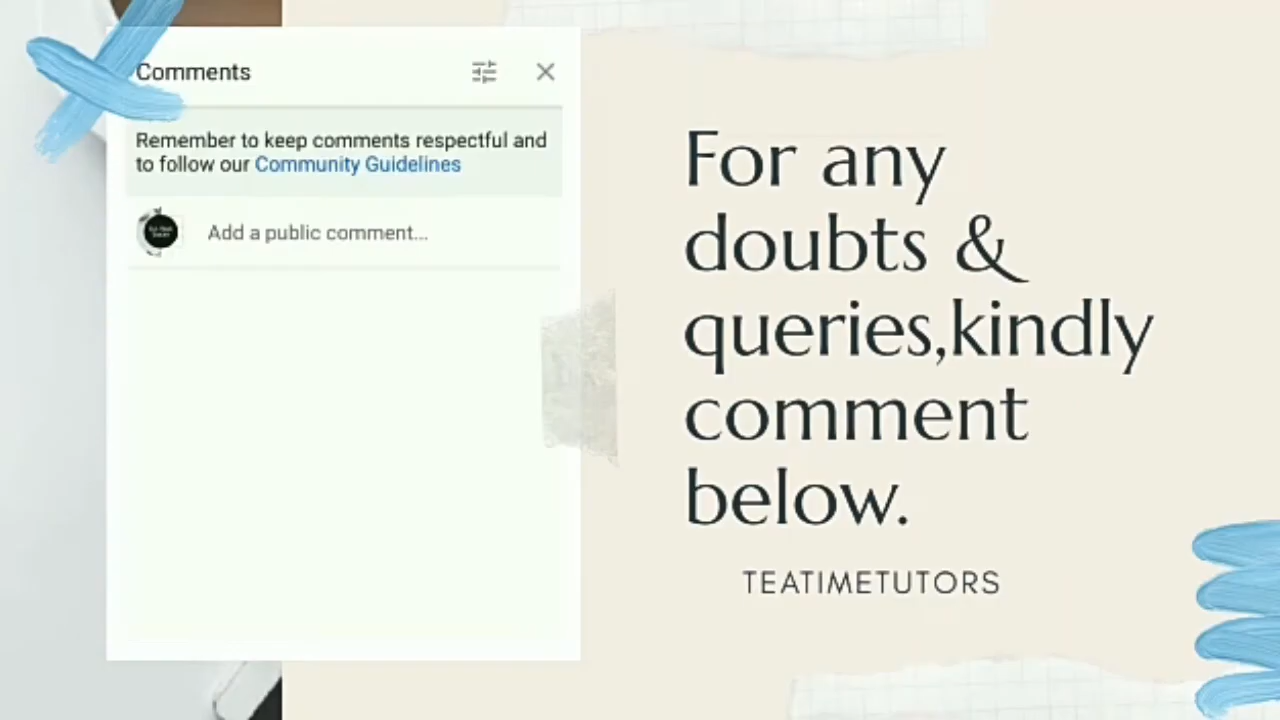 Comments
Remember to keep comments respectful and
to follow our Community Guidelines
Add a public comment...
For any
doubts &
queries,kindly
comment
below.
TEATIMETUTORS